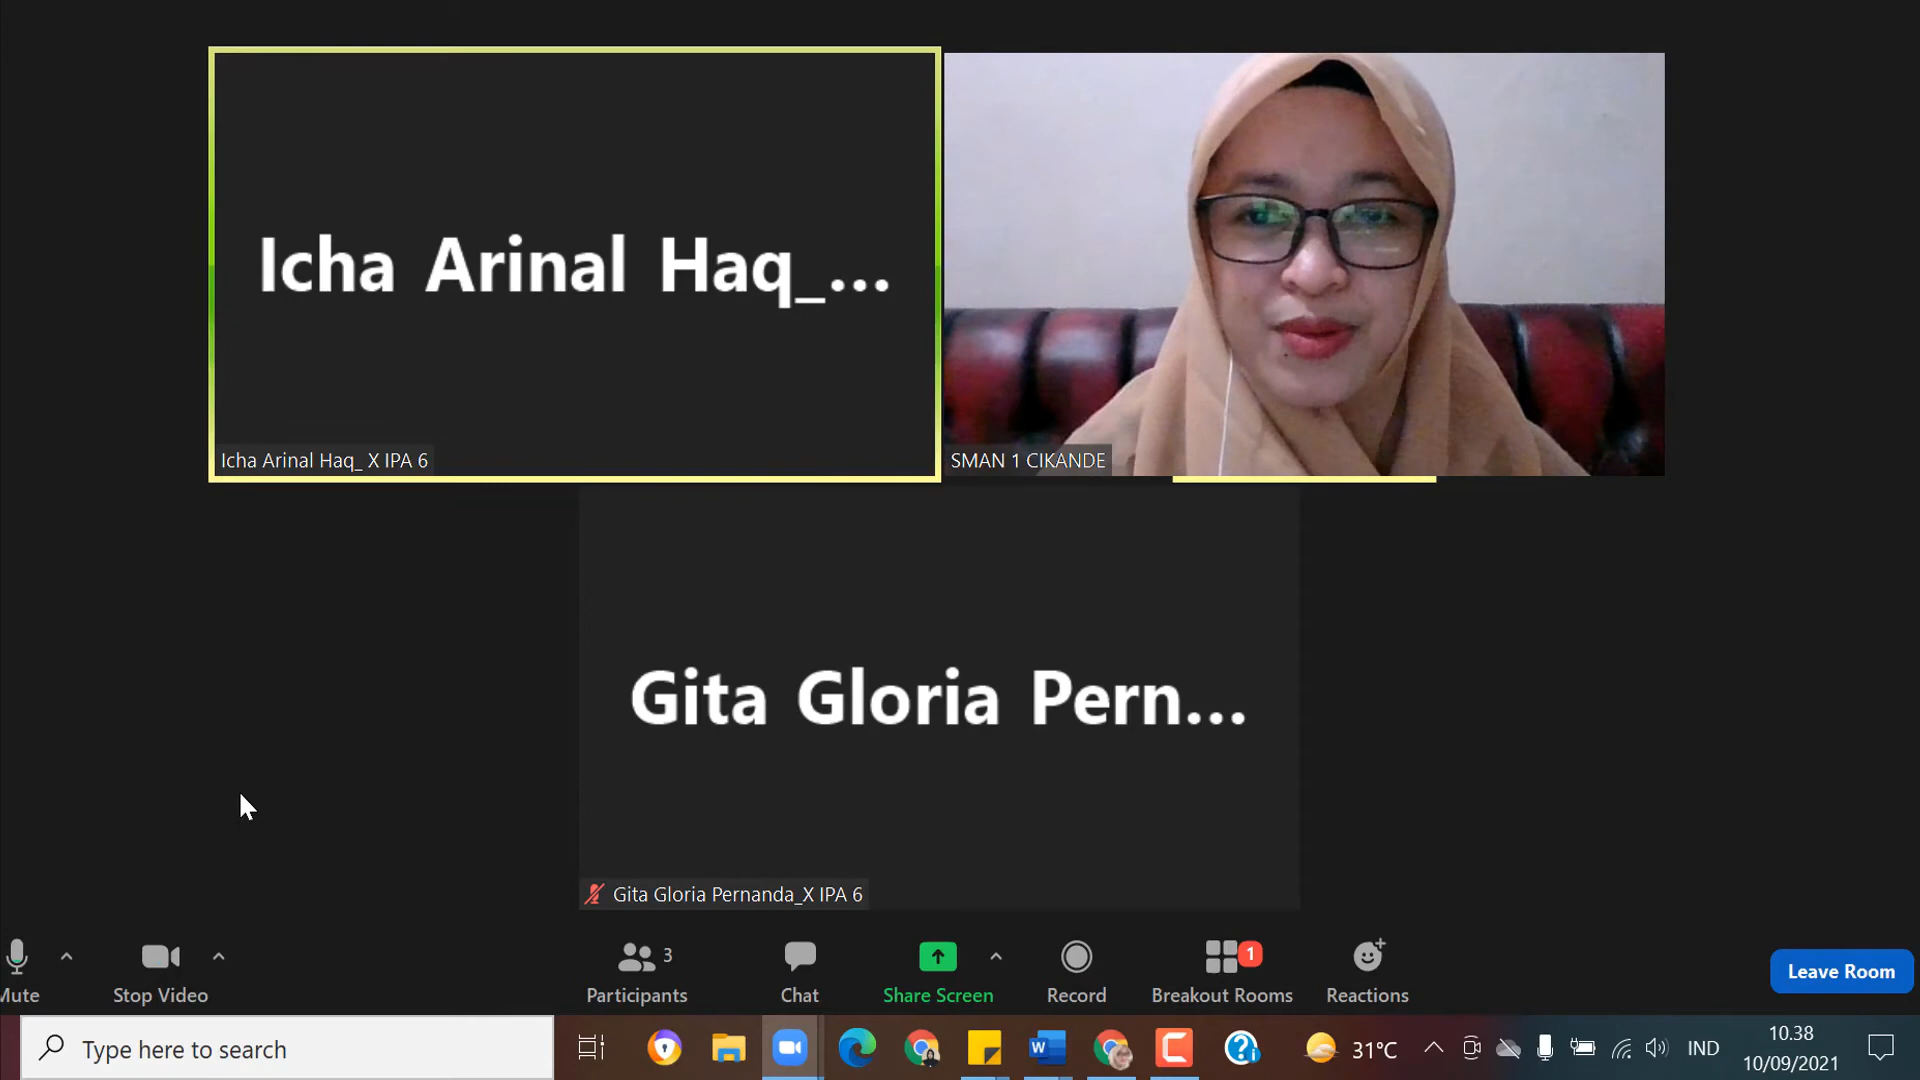 Icha Arinal Haq_...
Icha Arinal Haq_ X IPA 6
SMAN 1 CIKANDE
Gita Gloria Pern...
Gita Gloria Pernanda_X IPA 6
Mute
Stop Video
3
Participants
Chat
Share Screen
Record
1
Breakout Rooms
Reactions
Leave Room
Type here to search
31°C
IND
10.38
10/09/2021